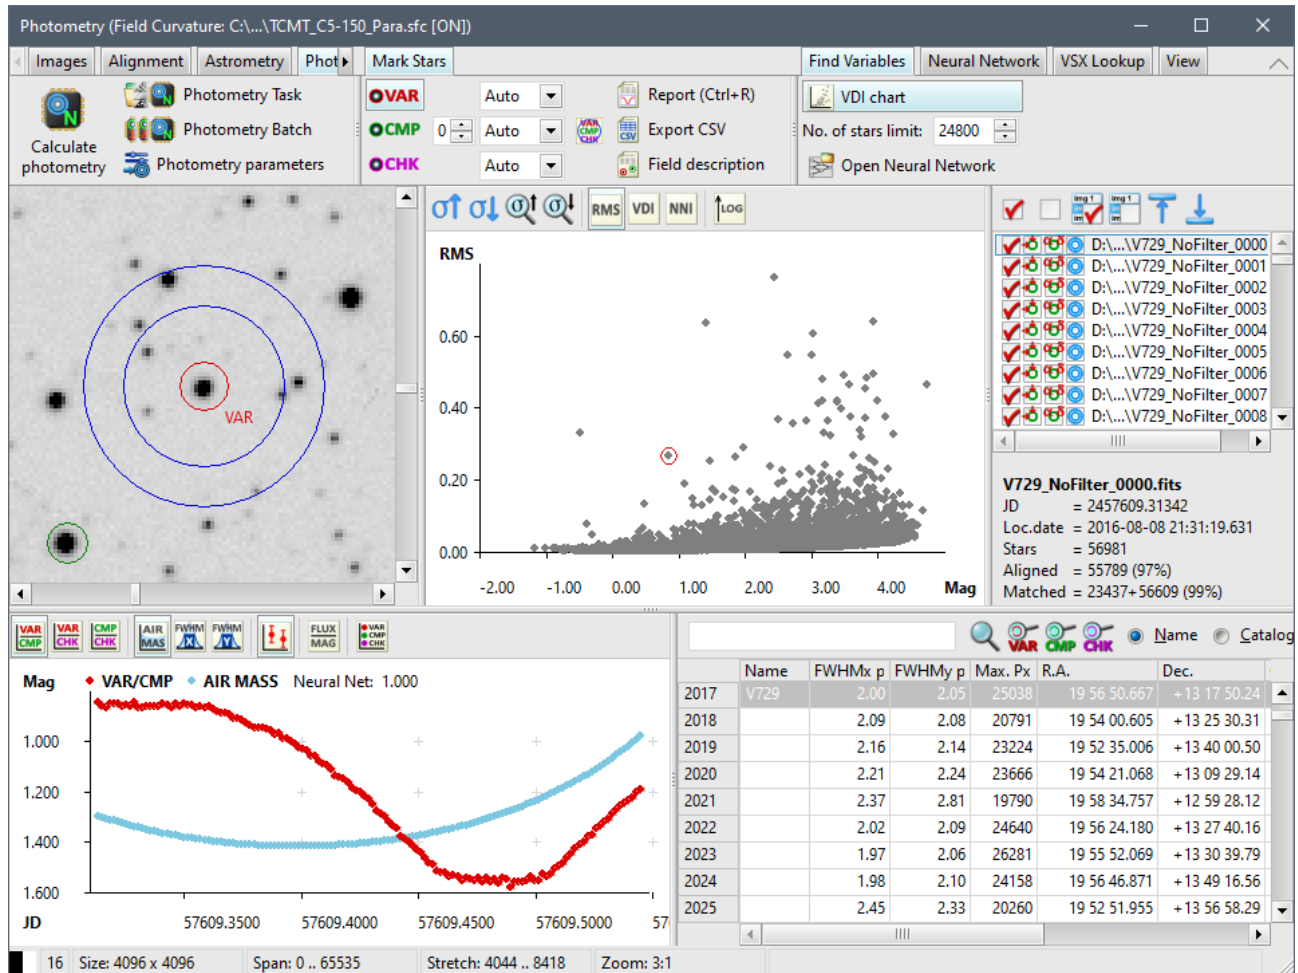 Photometry (Field Curvature: C:\...\TCMT_C5-150_Para.sfc [ON])
Images Alignment Astrometry Phot Mark Stars Find Variables Neural Network VSX Lookup View
Calculate photometry
Photometry Task
Photometry Batch
Photometry parameters
VAR Auto Report (Ctrl+R)
CMP 0 Auto VAR CMP CHK CSV Export CSV
CHK Auto Field description
VDI chart
No. of stars limit: 24800
Open Neural Network
VAR
σ σ σ σ RMS VDI NNI LOG
RMS
0.60
0.40
0.20
0.00
-2.00 -1.00 0.00 1.00 2.00 3.00 4.00 Mag
img 1 img 1
D:\...\V729_NoFilter_0000
D:\...\V729_NoFilter_0001
D:\...\V729_NoFilter_0002
D:\...\V729_NoFilter_0003
D:\...\V729_NoFilter_0004
D:\...\V729_NoFilter_0005
D:\...\V729_NoFilter_0006
D:\...\V729_NoFilter_0007
D:\...\V729_NoFilter_0008
V729_NoFilter_0000.fits
JD = 2457609.31342
Loc.date = 2016-08-08 21:31:19.631
Stars = 56981
Aligned = 55789 (97%)
Matched = 23437+56609 (99%)
VAR CMP VAR CHK CMP CHK AIR MAS FWHM X FWHM Y FLUX MAG VAR CMP CHK
Mag VAR/CMP AIR MASS Neural Net: 1.000
1.000
1.200
1.400
1.600
JD 57609.3500 57609.4000 57609.4500 57609.5000 57
VAR CMP CHK Name Catalog
Name FWHMx p FWHMy p Max. Px R.A. Dec.
2017 V729 2.00 2.05 25038 19 56 50.667 +13 17 50.24
2018 2.09 2.08 20791 19 54 00.605 +13 25 30.31
2019 2.16 2.14 23224 19 52 35.006 +13 40 00.50
2020 2.21 2.24 23666 19 54 21.068 +13 09 29.14
2021 2.37 2.81 19790 19 58 34.757 +12 59 28.12
2022 2.02 2.09 24640 19 56 24.180 +13 27 40.16
2023 1.97 2.06 26281 19 55 52.069 +13 30 39.79
2024 1.98 2.10 24158 19 56 46.871 +13 49 16.56
2025 2.45 2.33 20260 19 52 51.955 +13 56 58.29
16 Size: 4096 x 4096 Span: 0 .. 65535 Stretch: 4044 .. 8418 Zoom: 3:1